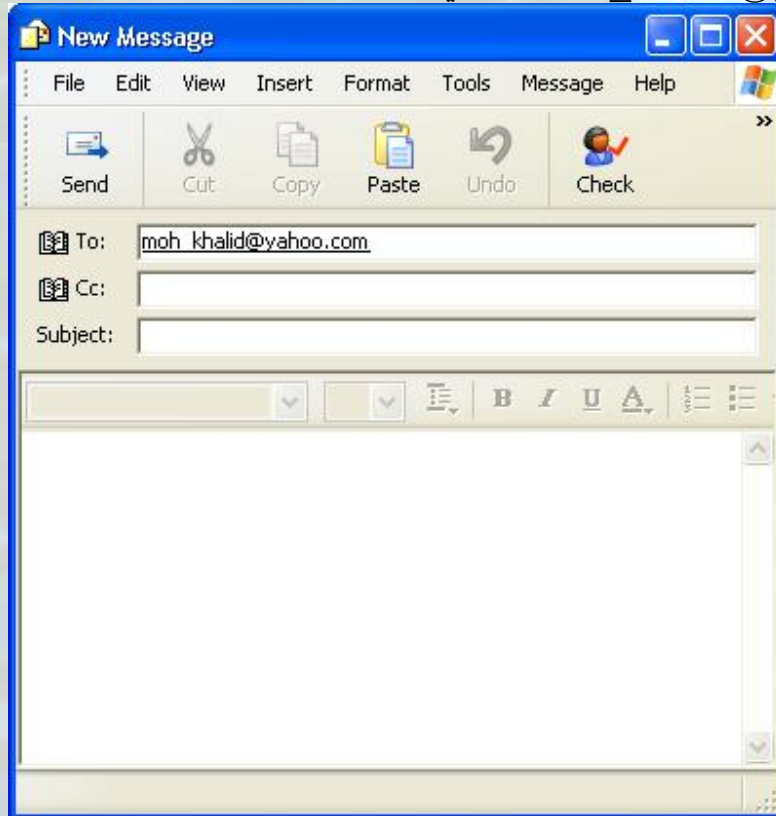 New Message
File Edit View Insert Format Tools Message Help
Send Cut Copy Paste Undo Check
To: moh_khalid@yahoo.com
Cc:
Subject:
B I U A